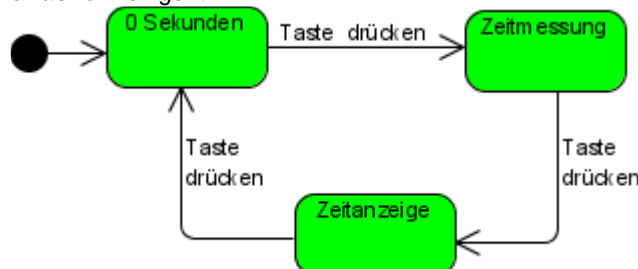 0 Sekunden
Taste drücken
Zeitmessung
Taste
drücken
Taste
drücken
Zeitanzeige